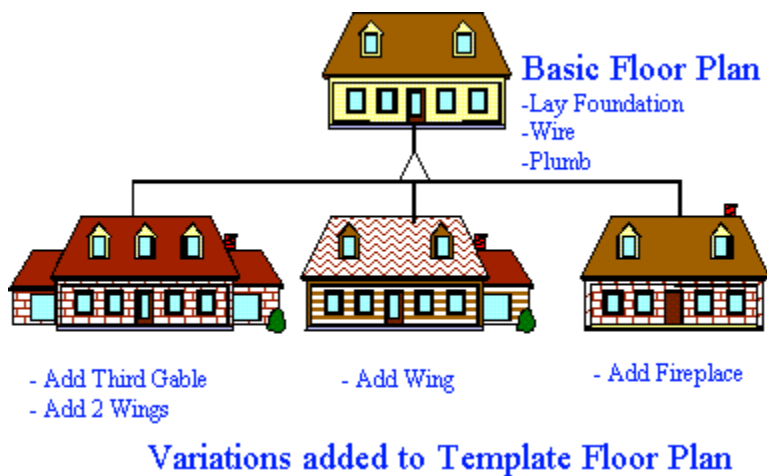 Basic Floor Plan
-Lay Foundation
-Wire
-Plumb
- Add Third Gable
- Add 2 Wings
- Add Wing
- Add Fireplace
Variations added to Template Floor Plan